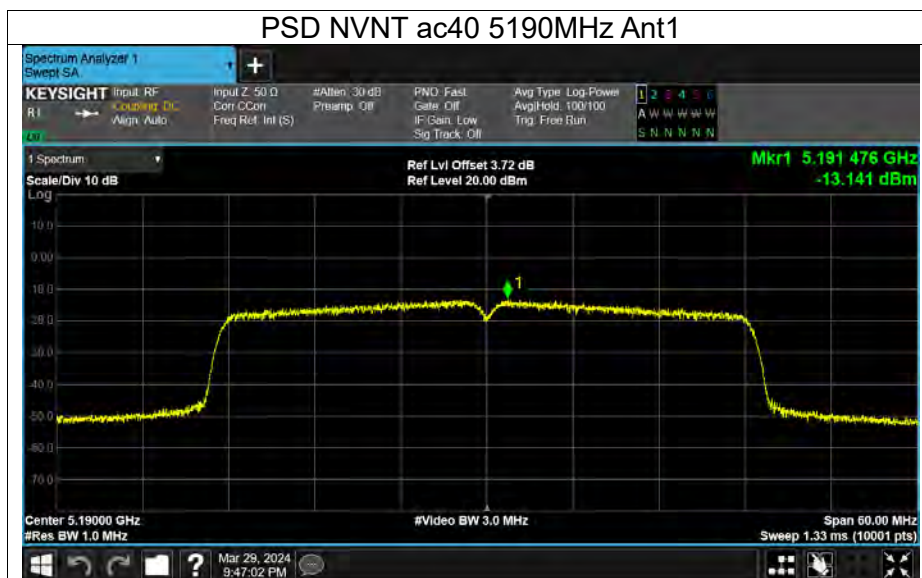 PSD NVNT ac40 5190MHz Ant1
Spectrum Analyzer 1
Swept SA
+
KEYSIGHT Input: RF Input Z: 50 Ω #Atten: 30 dB PNO: Fast Avg Type: Log-Power 1 2 3 4 5 6
Coupling: DC Corr CCorr Preamp: Off Gate: Off Avg|Hold: 100/100 A W W W W W
Align: Auto Freq Ref: Int (S) IF Gain: Low Trig: Free Run
Sig Track: Off S N N N N N
1 Spectrum Ref Lvl Offset 3.72 dB Mkr1 5.191 476 GHz
Scale/Div 10 dB Ref Level 20.00 dBm -13.141 dBm
Log
10.0
0.00
-10.0
-20.0
-30.0
-40.0
-50.0
-60.0
-70.0
1
Center 5.19000 GHz #Video BW 3.0 MHz Span 60.00 MHz
#Res BW 1.0 MHz Sweep 1.33 ms (10001 pts)
? Mar 29, 2024
9:47:02 PM